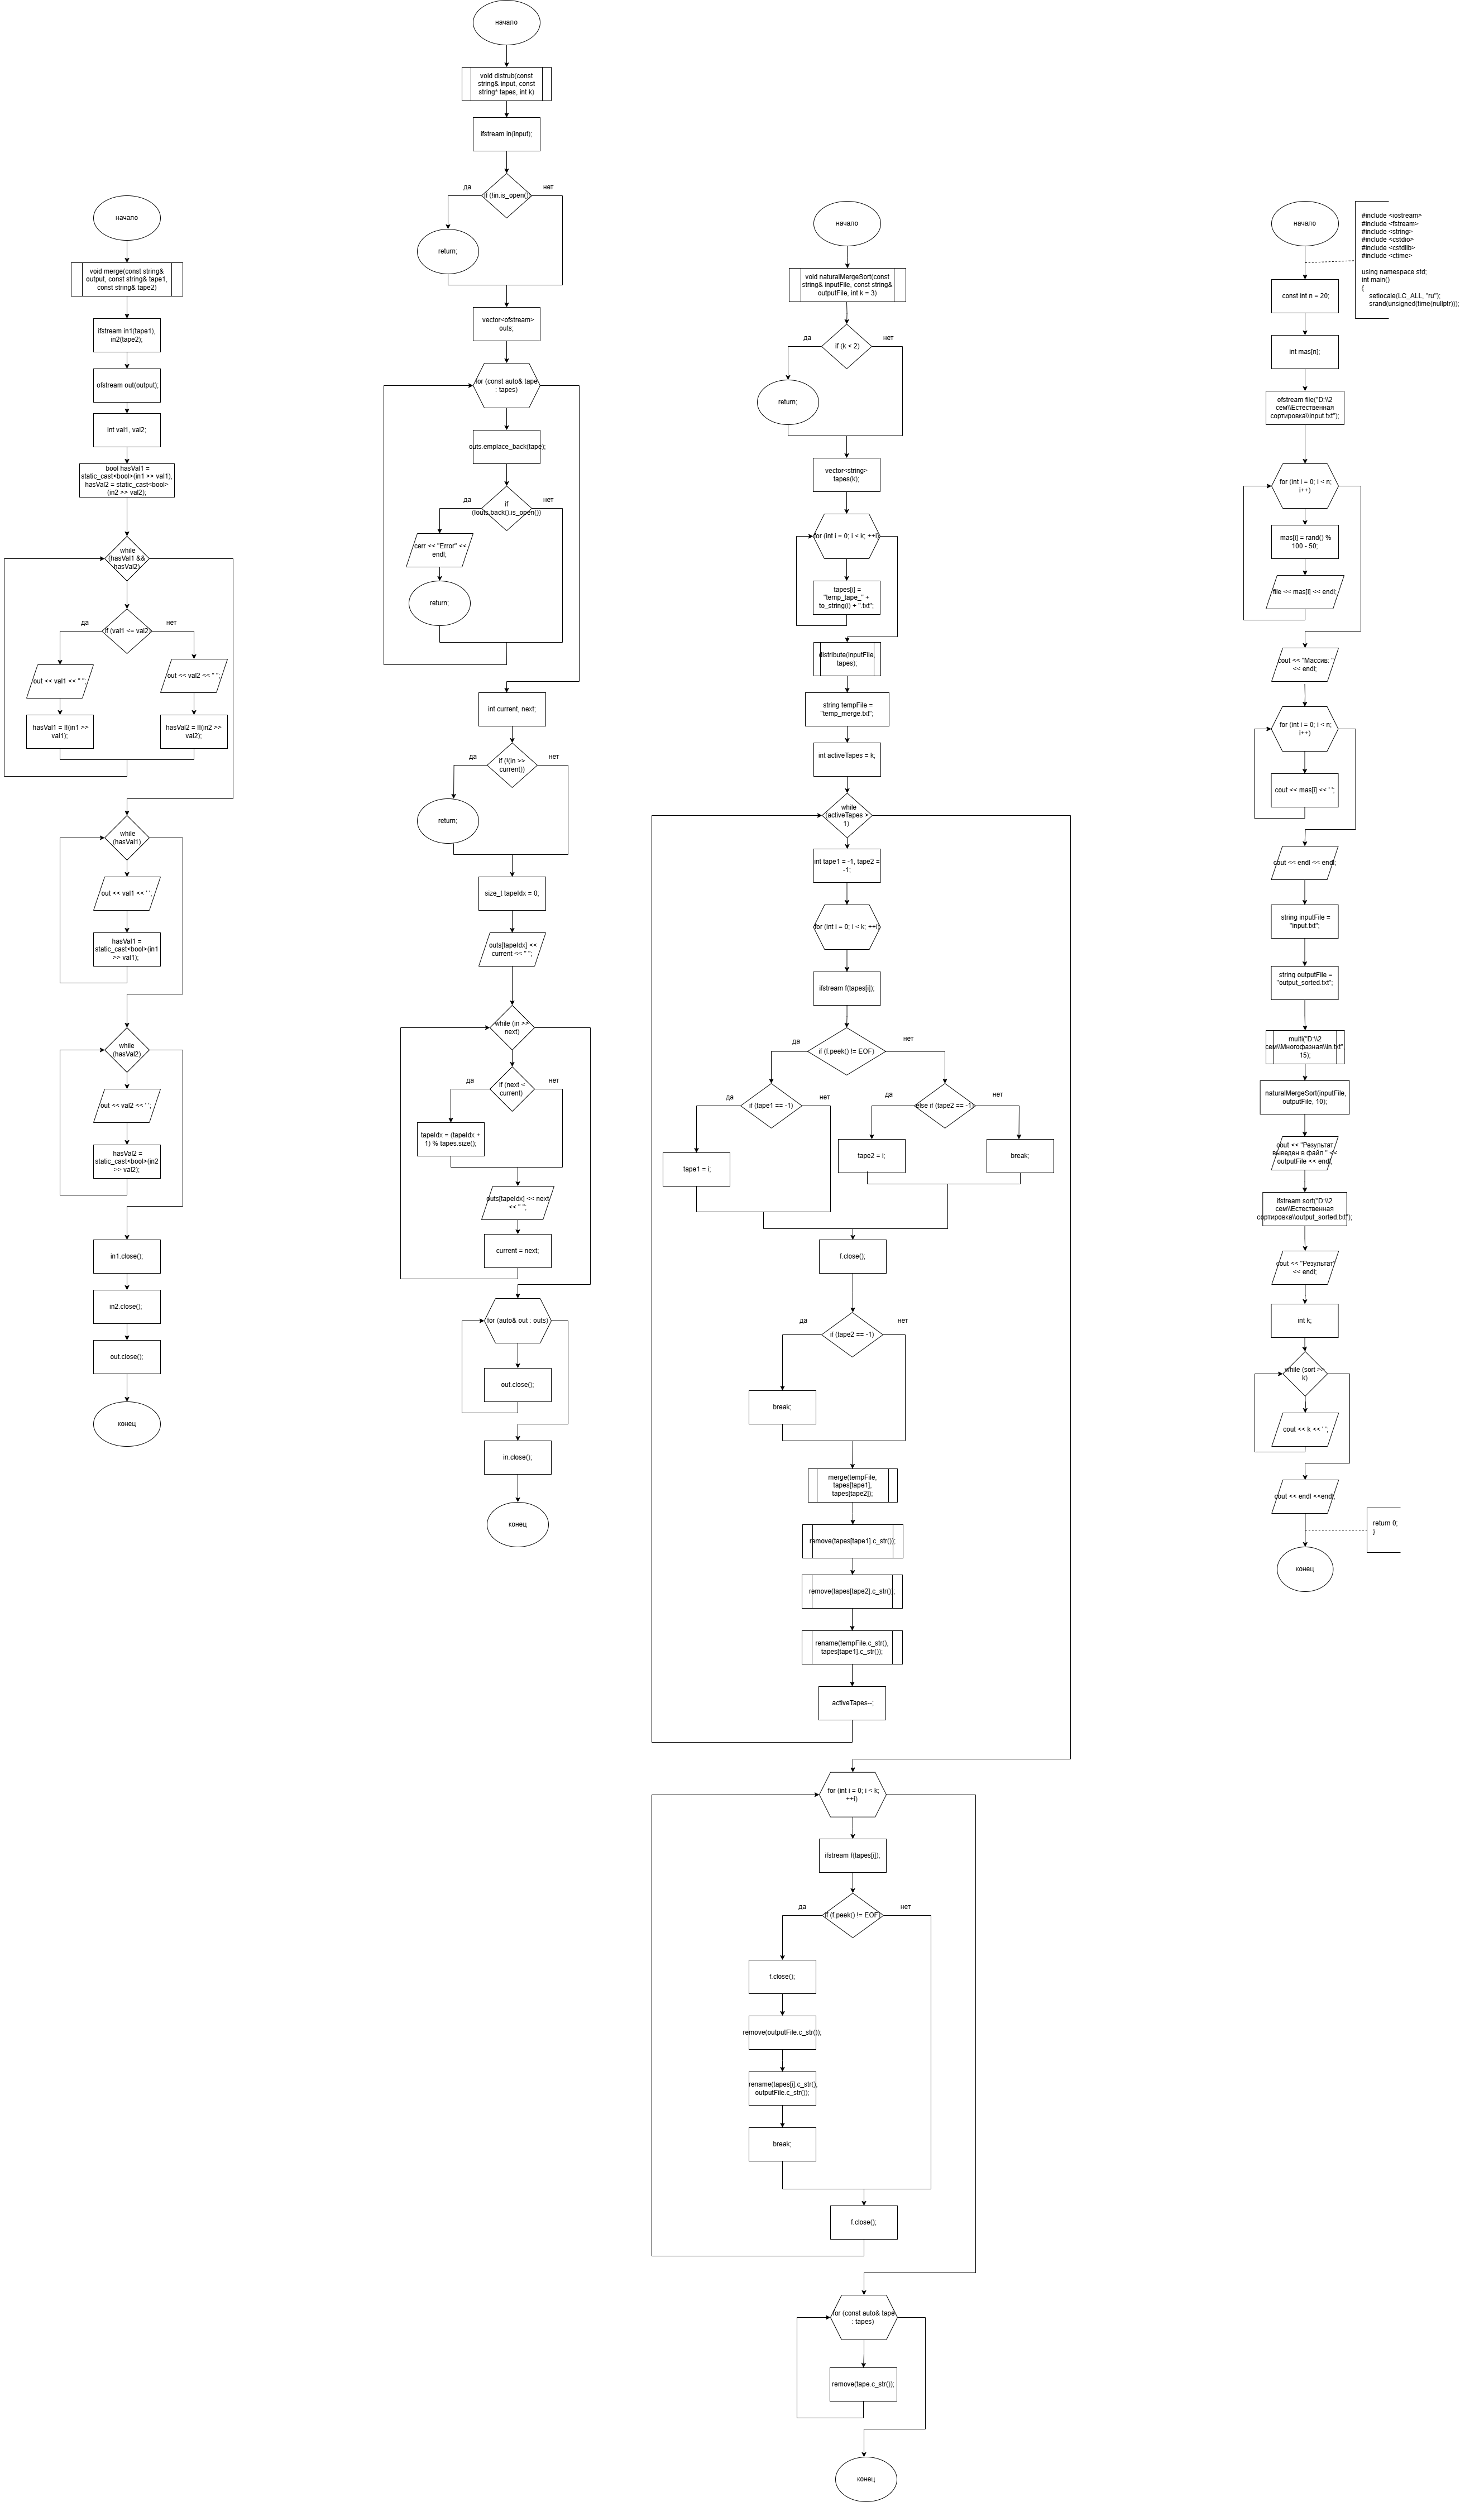 начало
void merge(const string&
output, const string& tape1,
const string& tape2)
ifstream in1(tape1),
in2(tape2);
ofstream out(output);
int val1, val2;
bool hasVal1 =
static_cast<bool>(in1 >> val1),
hasVal2 = static_cast<bool>
(in2 >> val2);
while
(hasVal1 &&
hasVal2)
if (val1 <= val2)
да
нет
out << val1 << " ";
out << val2 << " ";
hasVal1 = !!(in1 >>
val1);
hasVal2 = !!(in2 >>
val2);
while
(hasVal1)
out << val1 << ' ';
hasVal1 =
static_cast<bool>(in1
>> val1);
while
(hasVal2)
out << val2 << ' ';
hasVal2 =
static_cast<bool>(in2
>> val2);
in1.close();
in2.close();
out.close();
конец
начало
void distrub(const
string& input, const
string* tapes, int k)
ifstream in(input);
да
нет
if (!in.is_open())
return;
vector<ofstream>
outs;
for (const auto& tape
: tapes)
outs.emplace_back(tape);
да
нет
if
(!outs.back().is_open())
cerr << "Error" <<
endl;
return;
int current, next;
да
нет
if (!(in >>
current))
return;
size_t tapeIdx = 0;
outs[tapeIdx] <<
current << " ";
while (in >>
next)
да
нет
if (next <
current)
tapeIdx = (tapeIdx +
1) % tapes.size();
outs[tapeIdx] << next
<< " ";
current = next;
for (auto& out : outs)
out.close();
in.close();
конец
начало
void naturalMergeSort(const
string& inputFile, const string&
outputFile, int k = 3)
да
нет
if (k < 2)
return;
vector<string>
tapes(k);
for (int i = 0; i < k; ++i)
tapes[i] =
"temp_tape_" +
to_string(i) + ".txt";
distribute(inputFile,
tapes);
string tempFile =
"temp_merge.txt";
int activeTapes = k;
while
(activeTapes >
1)
int tape1 = -1, tape2 =
-1;
for (int i = 0; i < k; ++i)
ifstream f(tapes[i]);
да
нет
if (f.peek() != EOF)
да
нет
if (tape1 == -1)
да
нет
else if (tape2 == -1)
tape1 = i;
tape2 = i;
break;
f.close();
да
нет
if (tape2 == -1)
break;
merge(tempFile,
tapes[tape1],
tapes[tape2]);
remove(tapes[tape1].c_str());
remove(tapes[tape2].c_str());
rename(tempFile.c_str(),
tapes[tape1].c_str());
activeTapes--;
for (int i = 0; i < k;
++i)
ifstream f(tapes[i]);
да
нет
if (f.peek() != EOF)
f.close();
remove(outputFile.c_str());
rename(tapes[i].c_str(),
outputFile.c_str());
break;
f.close();
for (const auto& tape
: tapes)
remove(tape.c_str());
конец
начало
#include <iostream>
#include <fstream>
#include <string>
#include <cstdio>
#include <cstdlib>
#include <ctime>
using namespace std;
int main()
{
setlocale(LC_ALL, "ru");
srand(unsigned(time(nullptr)));
const int n = 20;
int mas[n];
ofstream file("D:\\2
сем\\Естественная
сортировка\\input.txt");
for (int i = 0; i < n;
i++)
mas[i] = rand() %
100 - 50;
file << mas[i] << endl;
cout << "Массив: "
<< endl;
for (int i = 0; i < n;
i++)
cout << mas[i] << ' ';
cout << endl << endl;
string inputFile =
"input.txt";
string outputFile =
"output_sorted.txt";
multi("D:\\2
сем\\Многофазная\\in.txt",
15);
naturalMergeSort(inputFile,
outputFile, 10);
cout << "Результат
выведен в файл " <<
outputFile << endl;
ifstream sort("D:\\2
сем\\Естественная
сортировка\\output_sorted.txt");
cout << "Результат"
<< endl;
int k;
while (sort >>
k)
cout << k << ' ';
cout << endl <<endl;
return 0;
}
конец